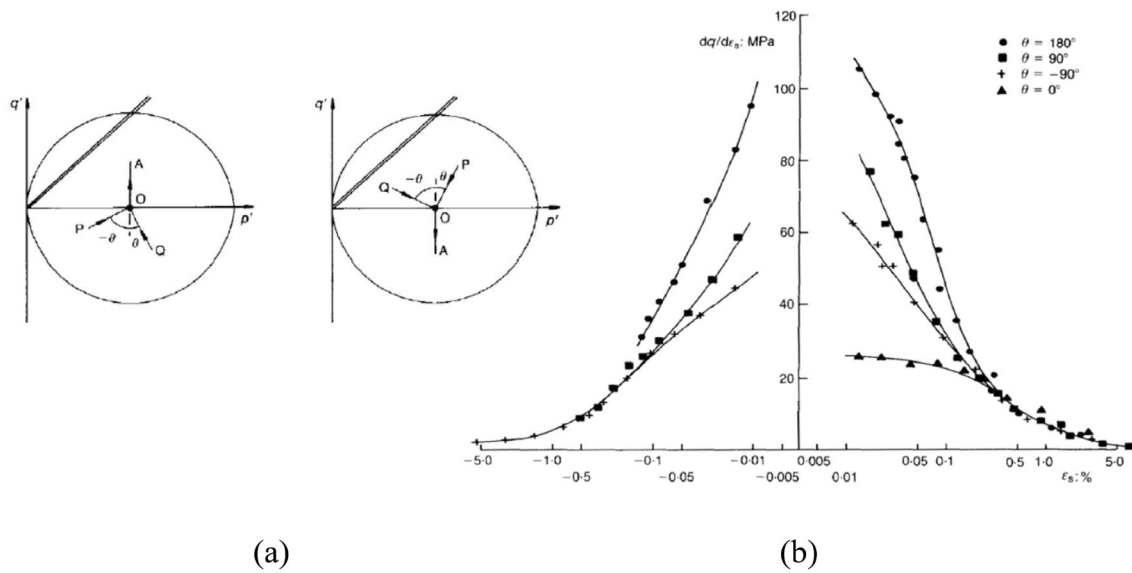 q'
A
O
P
-θ
θ
Q
p'
q'
P
-θ
θ
Q
O
A
p'
dq/dεs: MPa
120
100
80
60
40
20
θ = 180°
θ = 90°
θ = −90°
θ = 0°
−5·0 −1·0 −0·1 −0·01 0·005 0·05 0·1 0·5 1·0 5·0
−0·5 −0·05 −0·005 0·01 εs: %
(a) (b)